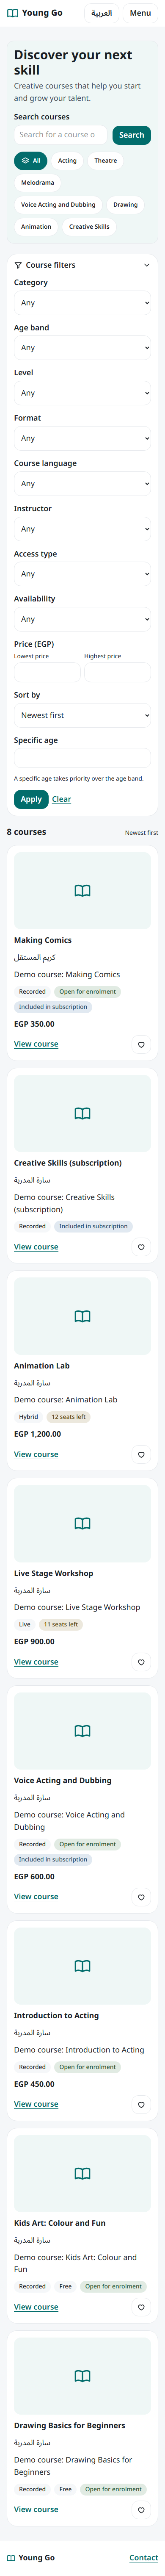 Young Go
العربية
Menu
Discover your next
skill
Creative courses that help you start
and grow your talent.
Search courses
Search for a course o
Search
All
Acting
Theatre
Melodrama
Voice Acting and Dubbing
Drawing
Animation
Creative Skills
Course filters
Category
Any
Age band
Any
Level
Any
Format
Any
Course language
Any
Instructor
Any
Access type
Any
Availability
Any
Price (EGP)
Lowest price
Highest price
Sort by
Newest first
Specific age
A specific age takes priority over the age band.
Apply
Clear
8 courses
Newest first
Making Comics
كريم المستقل
Demo course: Making Comics
Recorded
Open for enrolment
Included in subscription
EGP 350.00
View course
Creative Skills (subscription)
سارة المدربة
Demo course: Creative Skills
(subscription)
Recorded
Included in subscription
View course
Animation Lab
سارة المدربة
Demo course: Animation Lab
Hybrid
12 seats left
EGP 1,200.00
View course
Live Stage Workshop
سارة المدربة
Demo course: Live Stage Workshop
Live
11 seats left
EGP 900.00
View course
Voice Acting and Dubbing
سارة المدربة
Demo course: Voice Acting and
Dubbing
Recorded
Open for enrolment
Included in subscription
EGP 600.00
View course
Introduction to Acting
سارة المدربة
Demo course: Introduction to Acting
Recorded
Open for enrolment
EGP 450.00
View course
Kids Art: Colour and Fun
سارة المدربة
Demo course: Kids Art: Colour and
Fun
Recorded
Free
Open for enrolment
View course
Drawing Basics for Beginners
سارة المدربة
Demo course: Drawing Basics for
Beginners
Recorded
Free
Open for enrolment
View course
Young Go
Contact